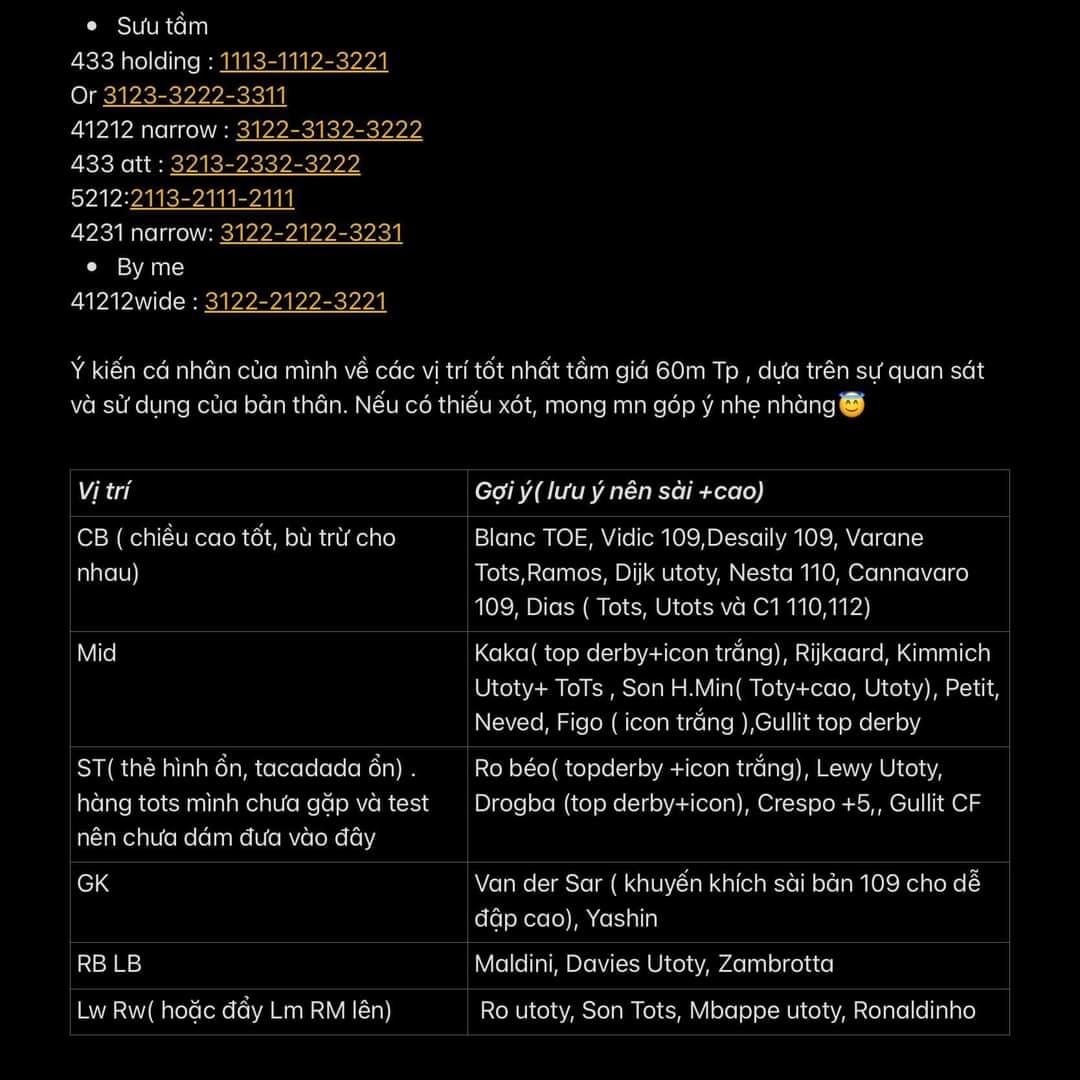 • Sưu tầm
433 holding : 1113-1112-3221
Or 3123-3222-3311
41212 narrow : 3122-3132-3222
433 att : 3213-2332-3222
5212:2113-2111-2111
4231 narrow: 3122-2122-3231
• By me
41212wide : 3122-2122-3221
Ý kiến cá nhân của mình về các vị trí tốt nhất tầm giá 60m Tp , dựa trên sự quan sát
và sử dụng của bản thân. Nếu có thiếu xót, mong mn góp ý nhẹ nhàng😇
Vị trí
Gợi ý( lưu ý nên sài +cao)
CB ( chiều cao tốt, bù trừ cho
nhau)
Blanc TOE, Vidic 109,Desaily 109, Varane
Tots,Ramos, Dijk utoty, Nesta 110, Cannavaro
109, Dias ( Tots, Utots và C1 110,112)
Mid
Kaka( top derby+icon trắng), Rijkaard, Kimmich
Utoty+ ToTs , Son H.Min( Toty+cao, Utoty), Petit,
Neved, Figo ( icon trắng ),Gullit top derby
ST( thẻ hình ổn, tacadada ổn) .
hàng tots mình chưa gặp và test
nên chưa dám đưa vào đây
Ro béo( topderby +icon trắng), Lewy Utoty,
Drogba (top derby+icon), Crespo +5,, Gullit CF
GK
Van der Sar ( khuyến khích sài bản 109 cho dễ
đập cao), Yashin
RB LB
Maldini, Davies Utoty, Zambrotta
Lw Rw( hoặc đẩy Lm RM lên)
Ro utoty, Son Tots, Mbappe utoty, Ronaldinho